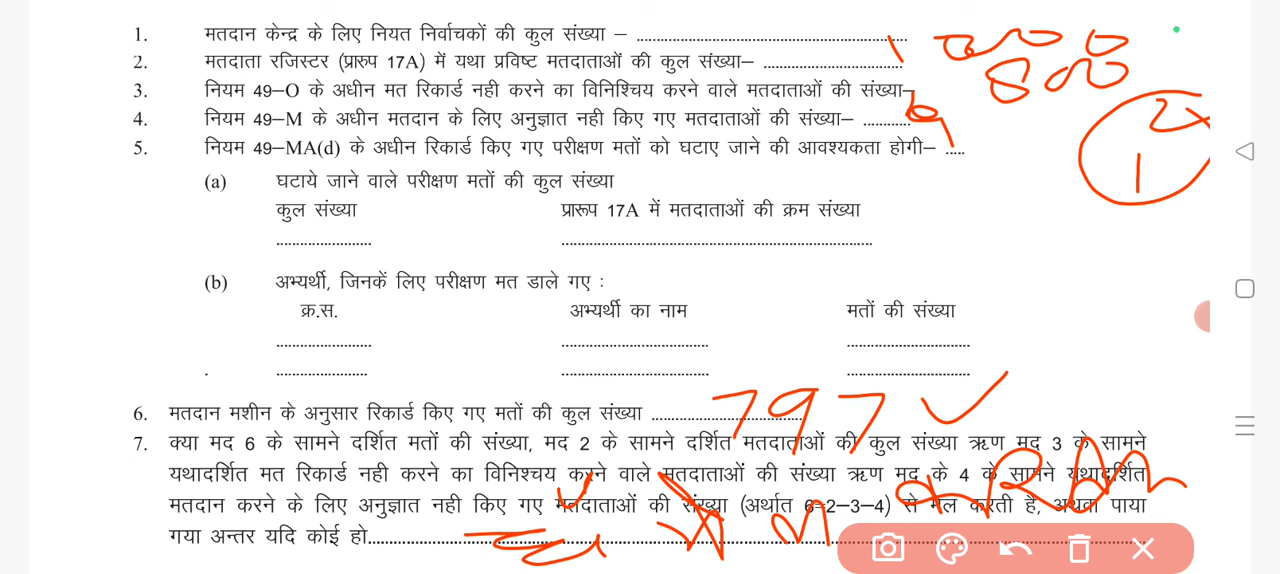 1. मतदान केन्द्र के लिए नियत निर्वाचकों की कुल संख्या – ........................................................
2. मतदाता रजिस्टर (प्रारूप 17A) में यथा प्रविष्ट मतदाताओं की कुल संख्या– ..............................
3. नियम 49–O के अधीन मत रिकार्ड नही करने का विनिश्चिय करने वाले मतदाताओं की संख्या–
4. नियम 49–M के अधीन मतदान के लिए अनुज्ञात नही किए गए मतदाताओं की संख्या– ..........
5. नियम 49–MA(d) के अधीन रिकार्ड किए गए परीक्षण मतों को घटाए जाने की आवश्यकता होगी– .....
(a) घटाये जाने वाले परीक्षण मतों की कुल संख्या
कुल संख्या प्रारूप 17A में मतदाताओं की क्रम संख्या
(b) अभ्यर्थी, जिनकें लिए परीक्षण मत डाले गए :
क्र.स. अभ्यर्थी का नाम मतों की संख्या
6. मतदान मशीन के अनुसार रिकार्ड किए गए मतों की कुल संख्या .................. 797
7. क्या मद 6 के सामने दर्शित मतों की संख्या, मद 2 के सामने दर्शित मतदाताओं की कुल संख्या ऋण मद 3 के सामने
यथादर्शित मत रिकार्ड नही करने का विनिश्चय करने वाले मतदाताओं की संख्या ऋण मद के 4 के सामने यथादर्शित
मतदान करने के लिए अनुज्ञात नही किए गए मतदाताओं की संख्या (अर्थात 6=2–3–4) से मेल करती है, अथवा पाया
गया अन्तर यदि कोई हो..................